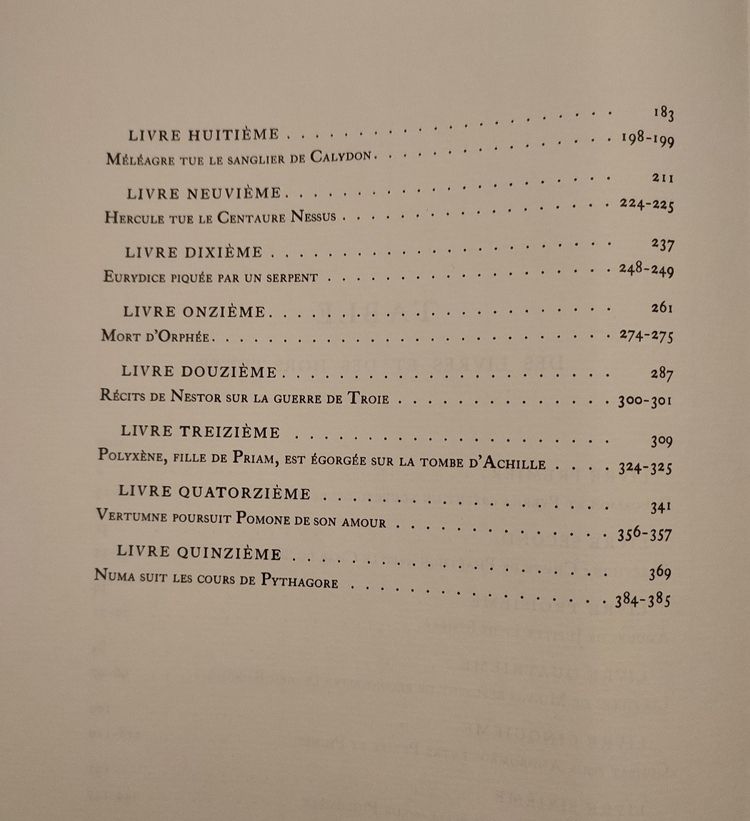 LIVRE HUITIÈME . . . . . . . . . . . . . . . . . . . . 183
Méléagre tue le sanglier de Calydon. . . . . . . . . . . . . . . 198-199
LIVRE NEUVIÈME. . . . . . . . . . . . . . . . . . . . . 211
Hercule tue le Centaure Nessus . . . . . . . . . . . . . . . . . 224-225
LIVRE DIXIÈME . . . . . . . . . . . . . . . . . . . . . 237
Eurydice piquée par un serpent . . . . . . . . . . . . . . . . . 248-249
LIVRE ONZIÈME. . . . . . . . . . . . . . . . . . . . . 261
Mort d'Orphée. . . . . . . . . . . . . . . . . . . . . . . . 274-275
LIVRE DOUZIÈME . . . . . . . . . . . . . . . . . . . . . 287
Récits de Nestor sur la guerre de Troie . . . . . . . . . . . . . . 300-301
LIVRE TREIZIÈME . . . . . . . . . . . . . . . . . . . . 309
Polyxène, fille de Priam, est égorgée sur la tombe d'Achille . . . . 324-325
LIVRE QUATORZIÈME . . . . . . . . . . . . . . . . . . 341
Vertumne poursuit Pomone de son amour . . . . . . . . . . . . . . 356-357
LIVRE QUINZIÈME . . . . . . . . . . . . . . . . . . . . 369
Numa suit les cours de Pythagore . . . . . . . . . . . . . . . . . 384-385